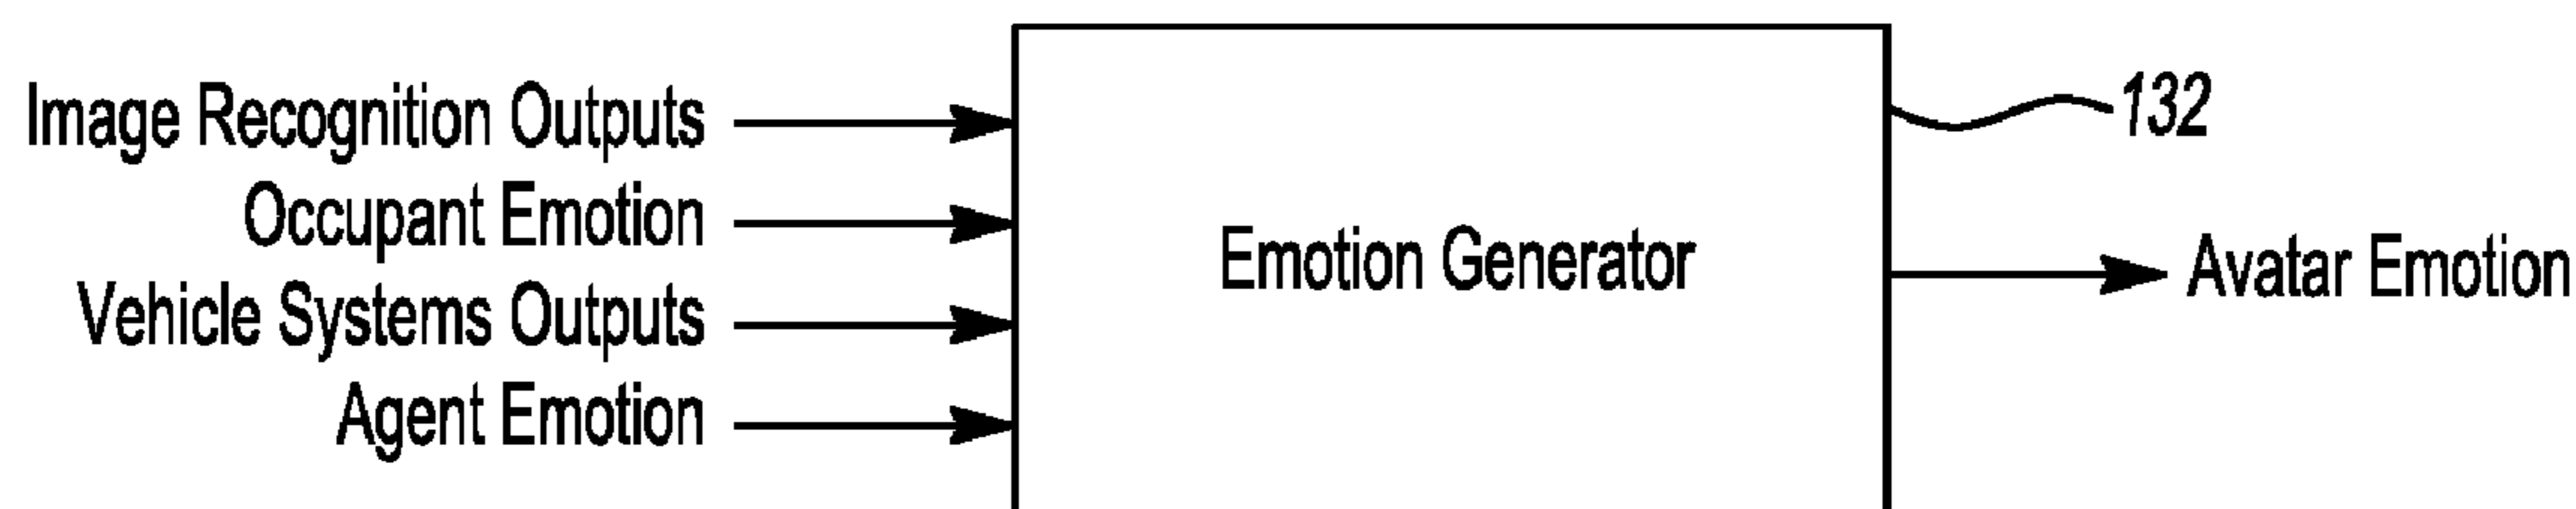 Image Recognition Outputs
Occupant Emotion
Vehicle Systems Outputs
Agent Emotion
Emotion Generator
132
Avatar Emotion